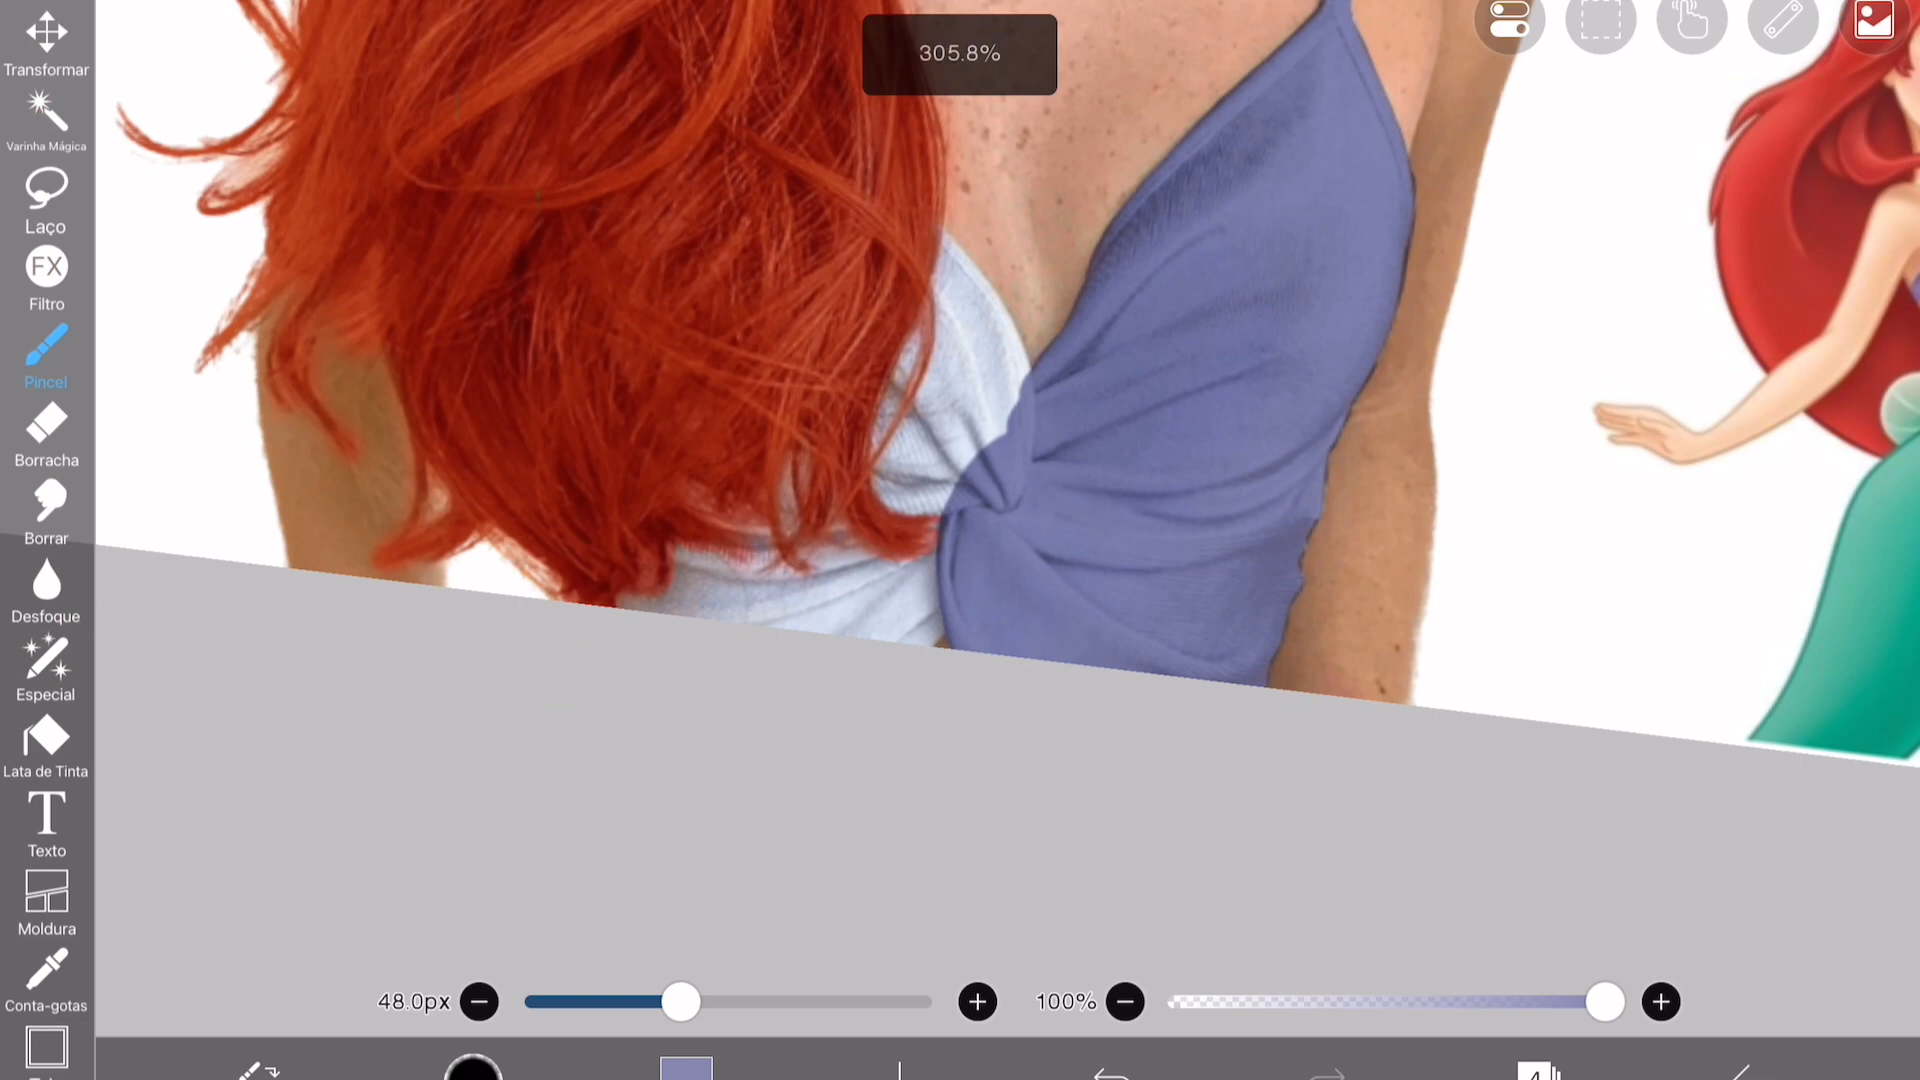 305.8%
Transformar
Varinha Mágica
Laço
FX
Filtro
Pincel
Borracha
Borrar
Desfoque
Especial
Lata de Tinta
T
Texto
Moldura
Conta-gotas
48.0px
100%
4